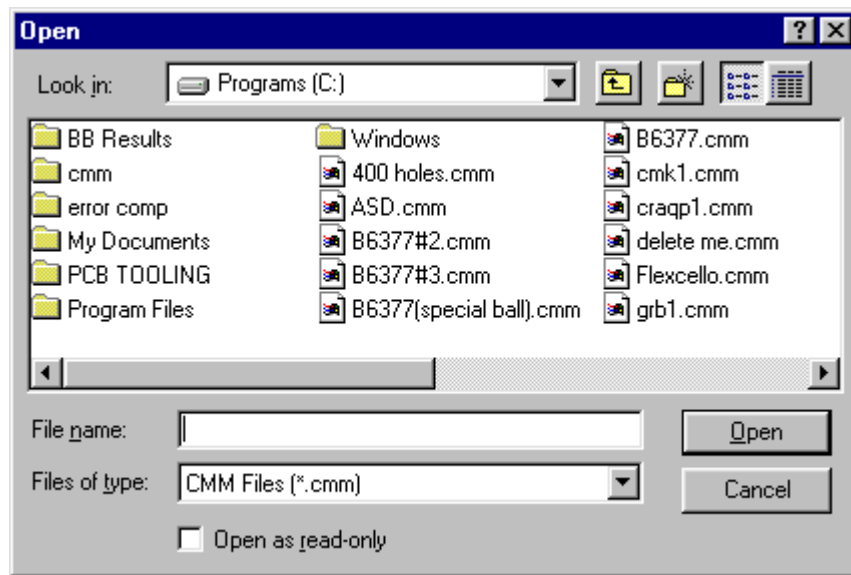 Open
Look in: Programs (C:)
BB Results Windows B6377.cmm
cmm 400 holes.cmm cmk1.cmm
error comp ASD.cmm craqp1.cmm
My Documents B6377#2.cmm delete me.cmm
PCB TOOLING B6377#3.cmm Flexcello.cmm
Program Files B6377(special ball).cmm grb1.cmm
File name: Open
Files of type: CMM Files (*.cmm) Cancel
Open as read-only